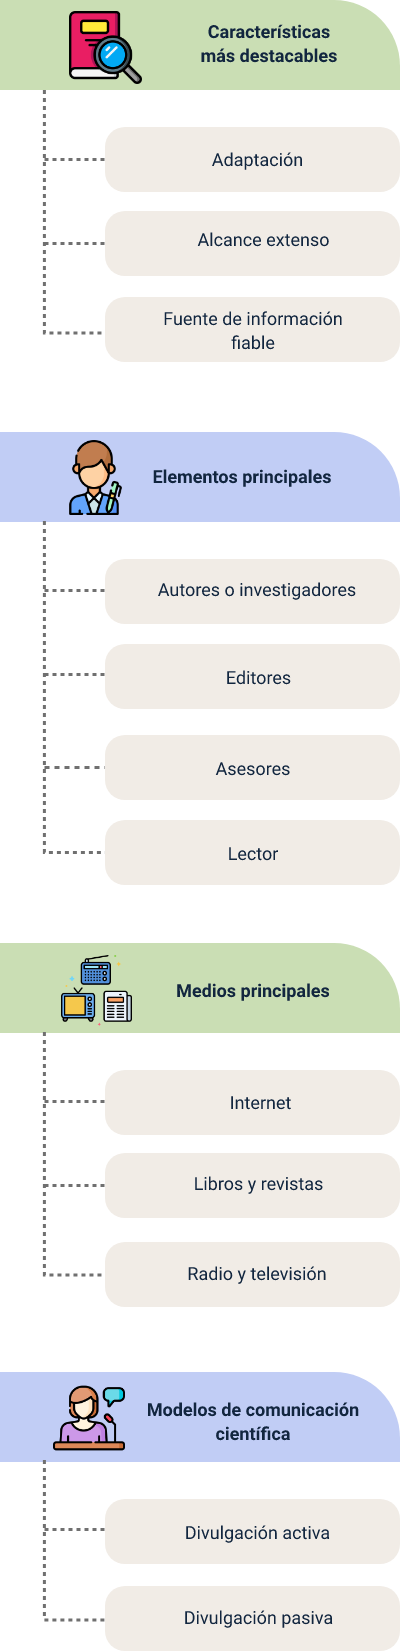 Características
más destacables
Adaptación
Alcance extenso
Fuente de información
fiable
Elementos principales
Autores o investigadores
Editores
Asesores
Lector
Medios principales
Internet
Libros y revistas
Radio y televisión
Modelos de comunicación
científica
Divulgación activa
Divulgación pasiva